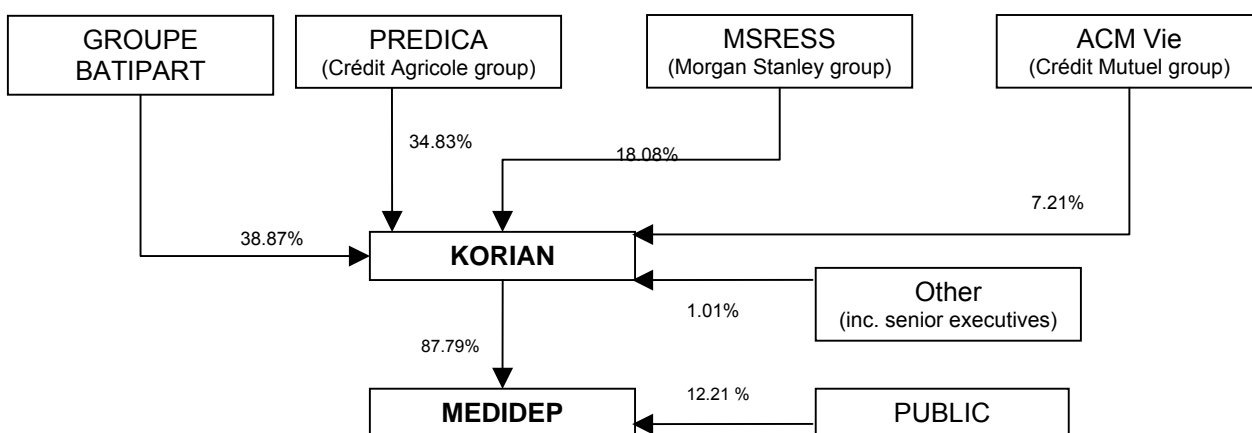 GROUPE
BATIPART
PREDICA
(Crédit Agricole group)
MSRESS
(Morgan Stanley group)
ACM Vie
(Crédit Mutuel group)
34.83%
18.08%
7.21%
38.87%
KORIAN
1.01%
Other
(inc. senior executives)
87.79%
MEDIDEP
12.21 %
PUBLIC